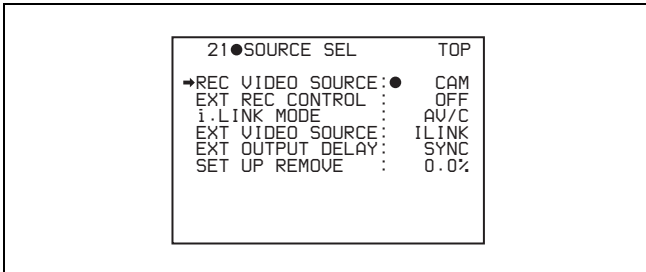 21●SOURCE SEL TOP
➡REC VIDEO SOURCE:● CAM
EXT REC CONTROL : OFF
i.LINK MODE : AV/C
EXT VIDEO SOURCE: ILINK
EXT OUTPUT DELAY: SYNC
SET UP REMOVE : 0.0%